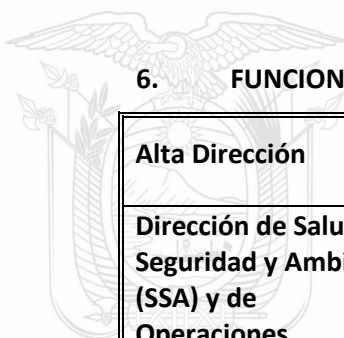 6. FUNCION
Alta Dirección
Dirección de Salu
Seguridad y Ambi
(SSA) y de
Operaciones